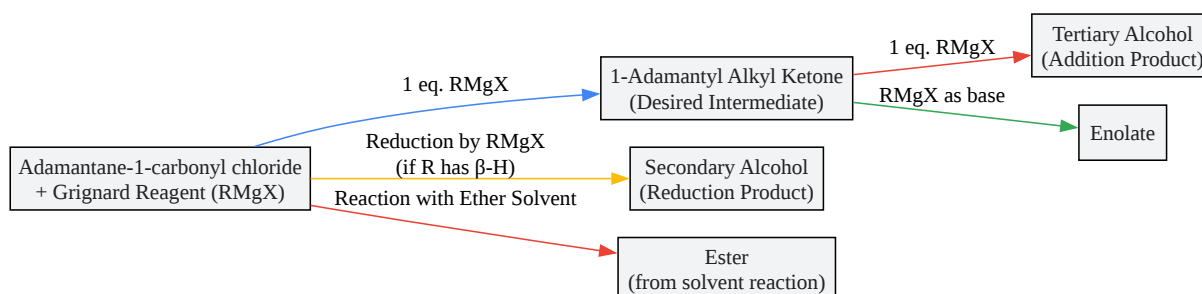 Tertiary Alcohol
(Addition Product)
1 eq. RMgX
1-Adamantyl Alkyl Ketone
(Desired Intermediate)
1 eq. RMgX
RMgX as base
Enolate
Reduction by RMgX
(if R has β-H)
Adamantane-1-carbonyl chloride
+ Grignard Reagent (RMgX)
Secondary Alcohol
(Reduction Product)
Reaction with Ether Solvent
Ester
(from solvent reaction)